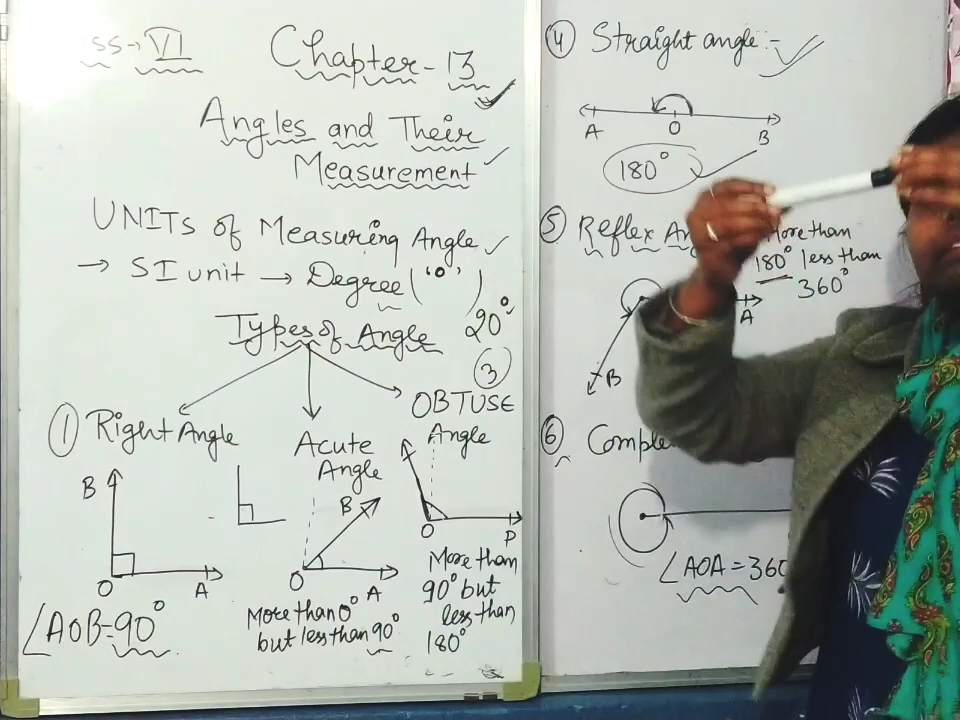 ss→ VI
Chapter-13
Angles and Their
Measurement
UNITs of Measuring Angle
→ SI unit → Degree ("°")
20°
Types of Angle
① Right Angle
B
O
A
∠AOB=90°
Acute
Angle
B
O
A
More than 0°
but less than 90°
③
OBTUSE
Angle
O
P
More than
90° but
less than
180°
④ Straight angle:-
A
O
B
180°
⑤ Reflex
More than
180° less than
360°
A
B
⑥
∠AOA=360